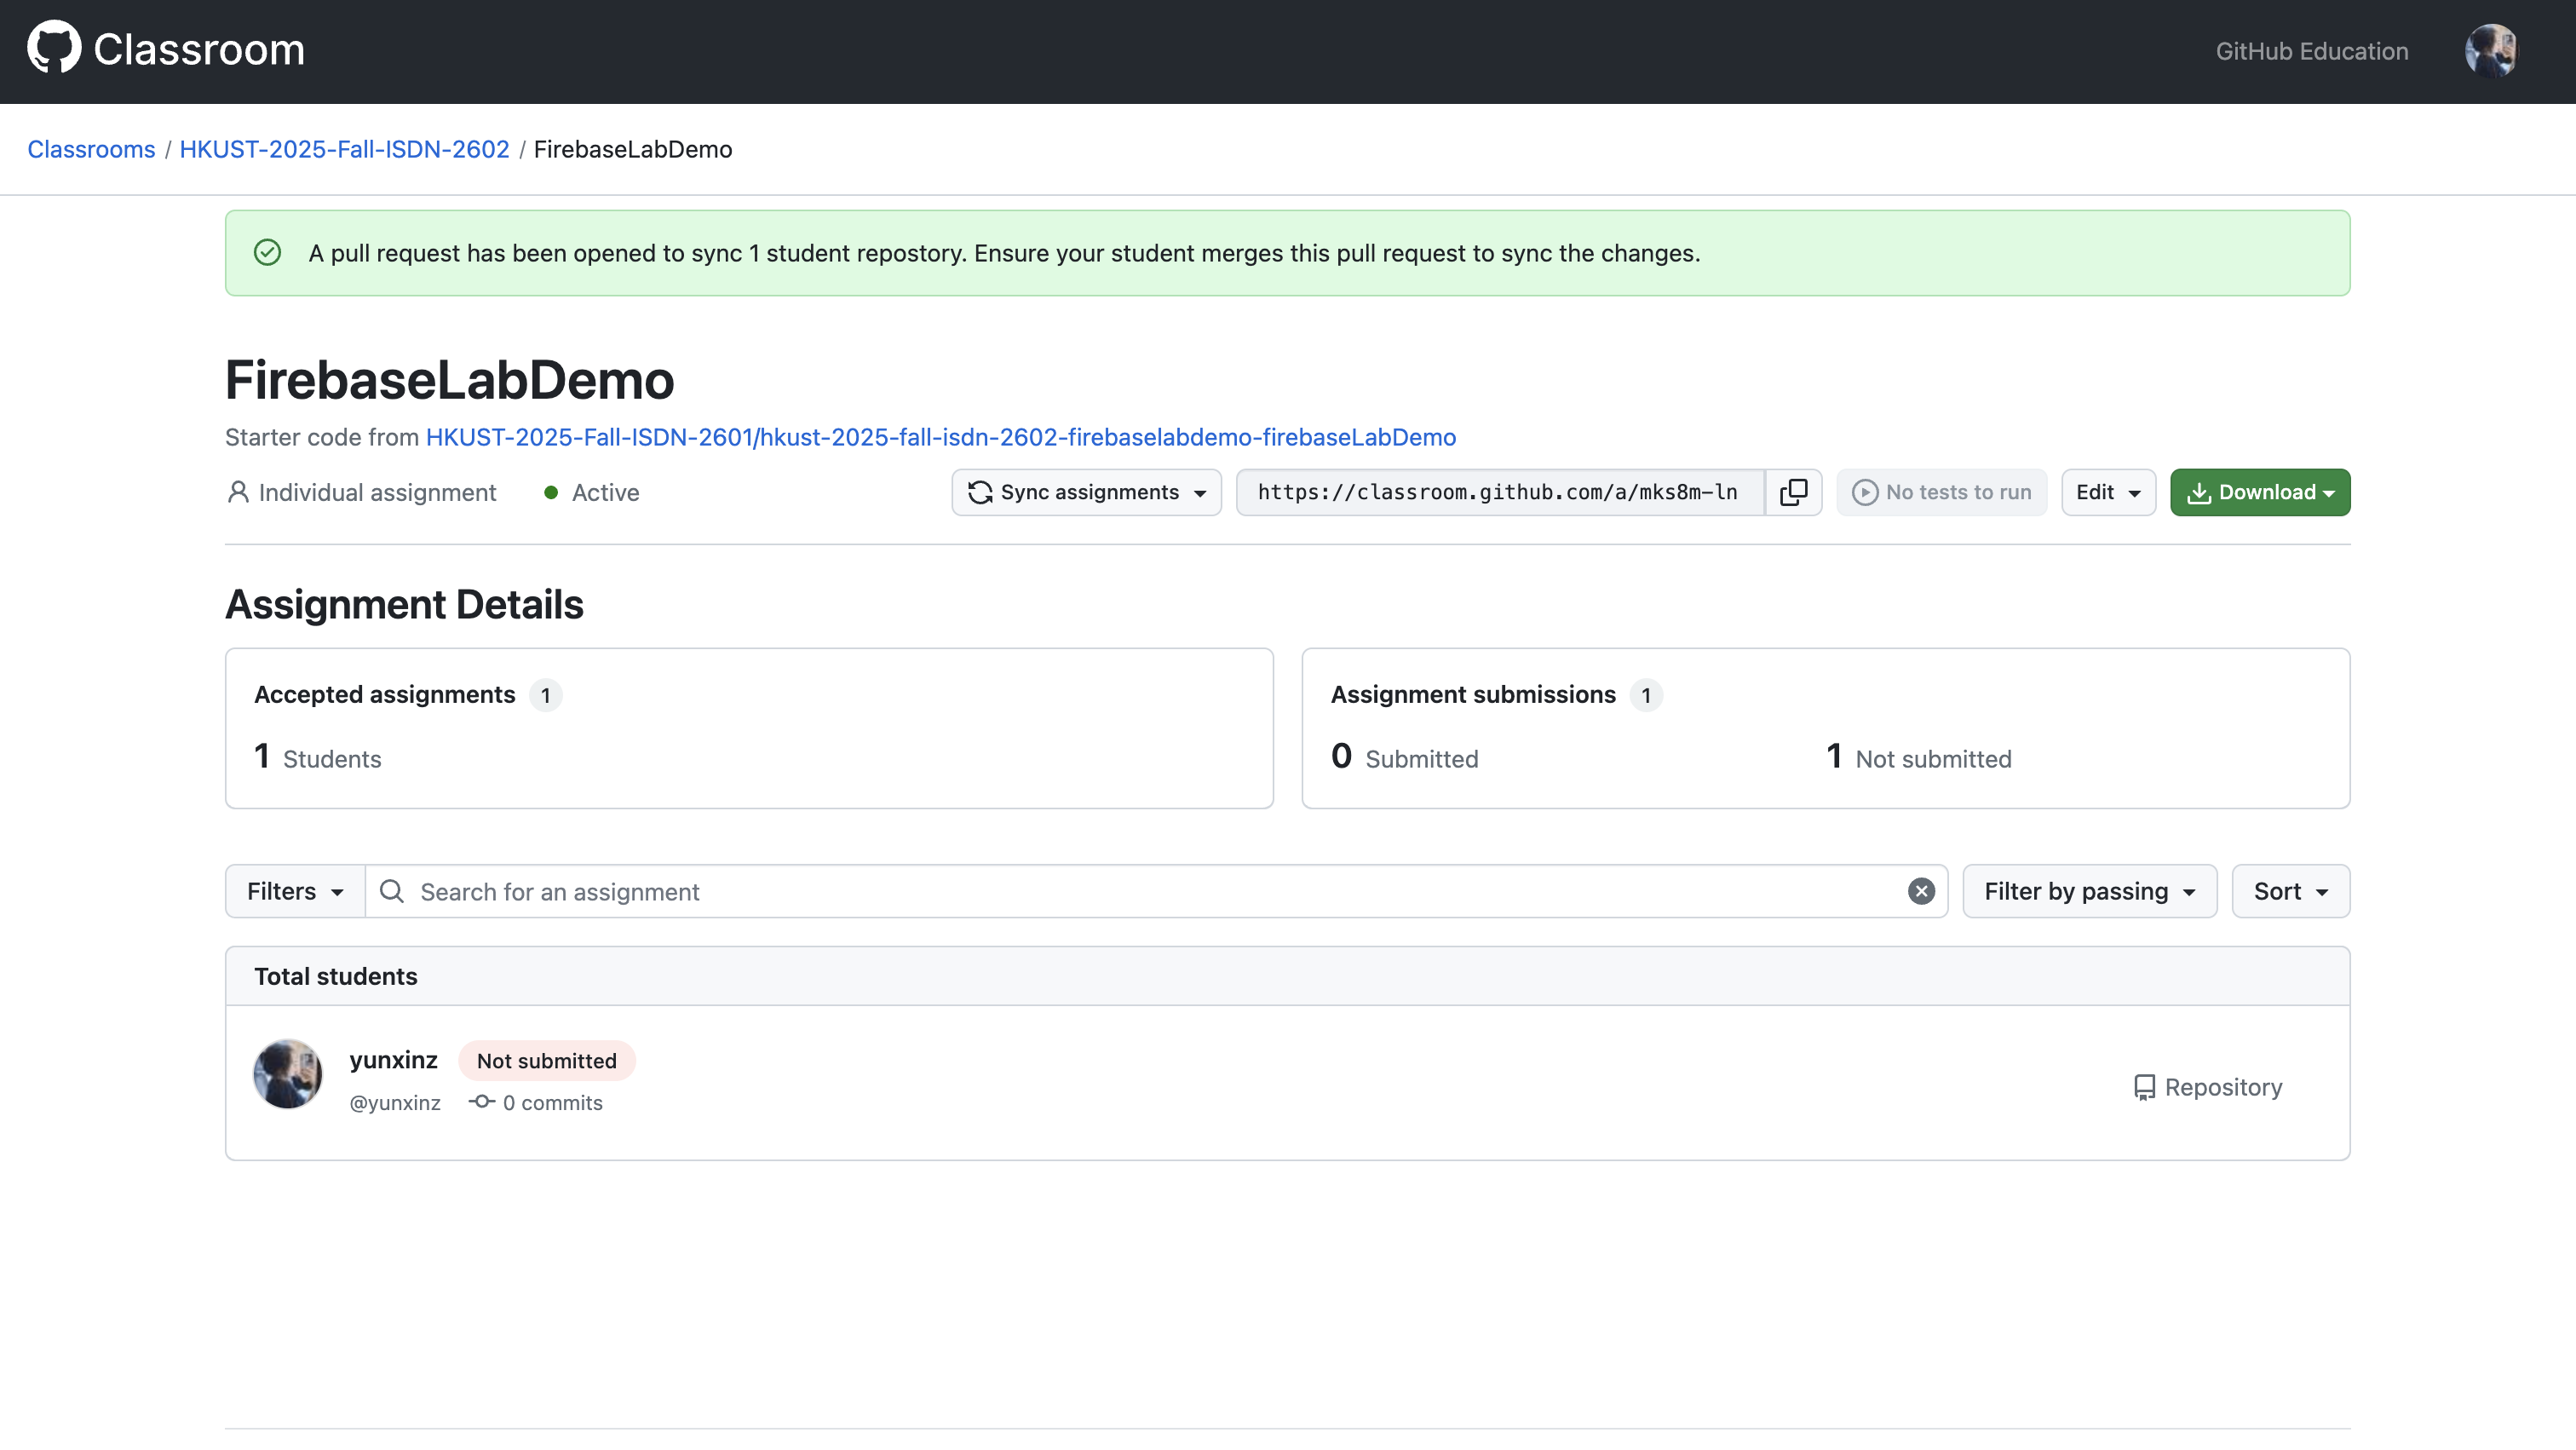 Classroom
GitHub Education
Classrooms / HKUST-2025-Fall-ISDN-2602 / FirebaseLabDemo
A pull request has been opened to sync 1 student repostory. Ensure your student merges this pull request to sync the changes.
FirebaseLabDemo
Starter code from HKUST-2025-Fall-ISDN-2601/hkust-2025-fall-isdn-2602-firebaselabdemo-firebaseLabDemo
Individual assignment Active Sync assignments https://classroom.github.com/a/mks8m-ln No tests to run Edit Download
Assignment Details
Accepted assignments 1
1 Students
Assignment submissions 1
0 Submitted 1 Not submitted
Filters Search for an assignment Filter by passing Sort
Total students
yunxinz Not submitted
@yunxinz 0 commits
Repository